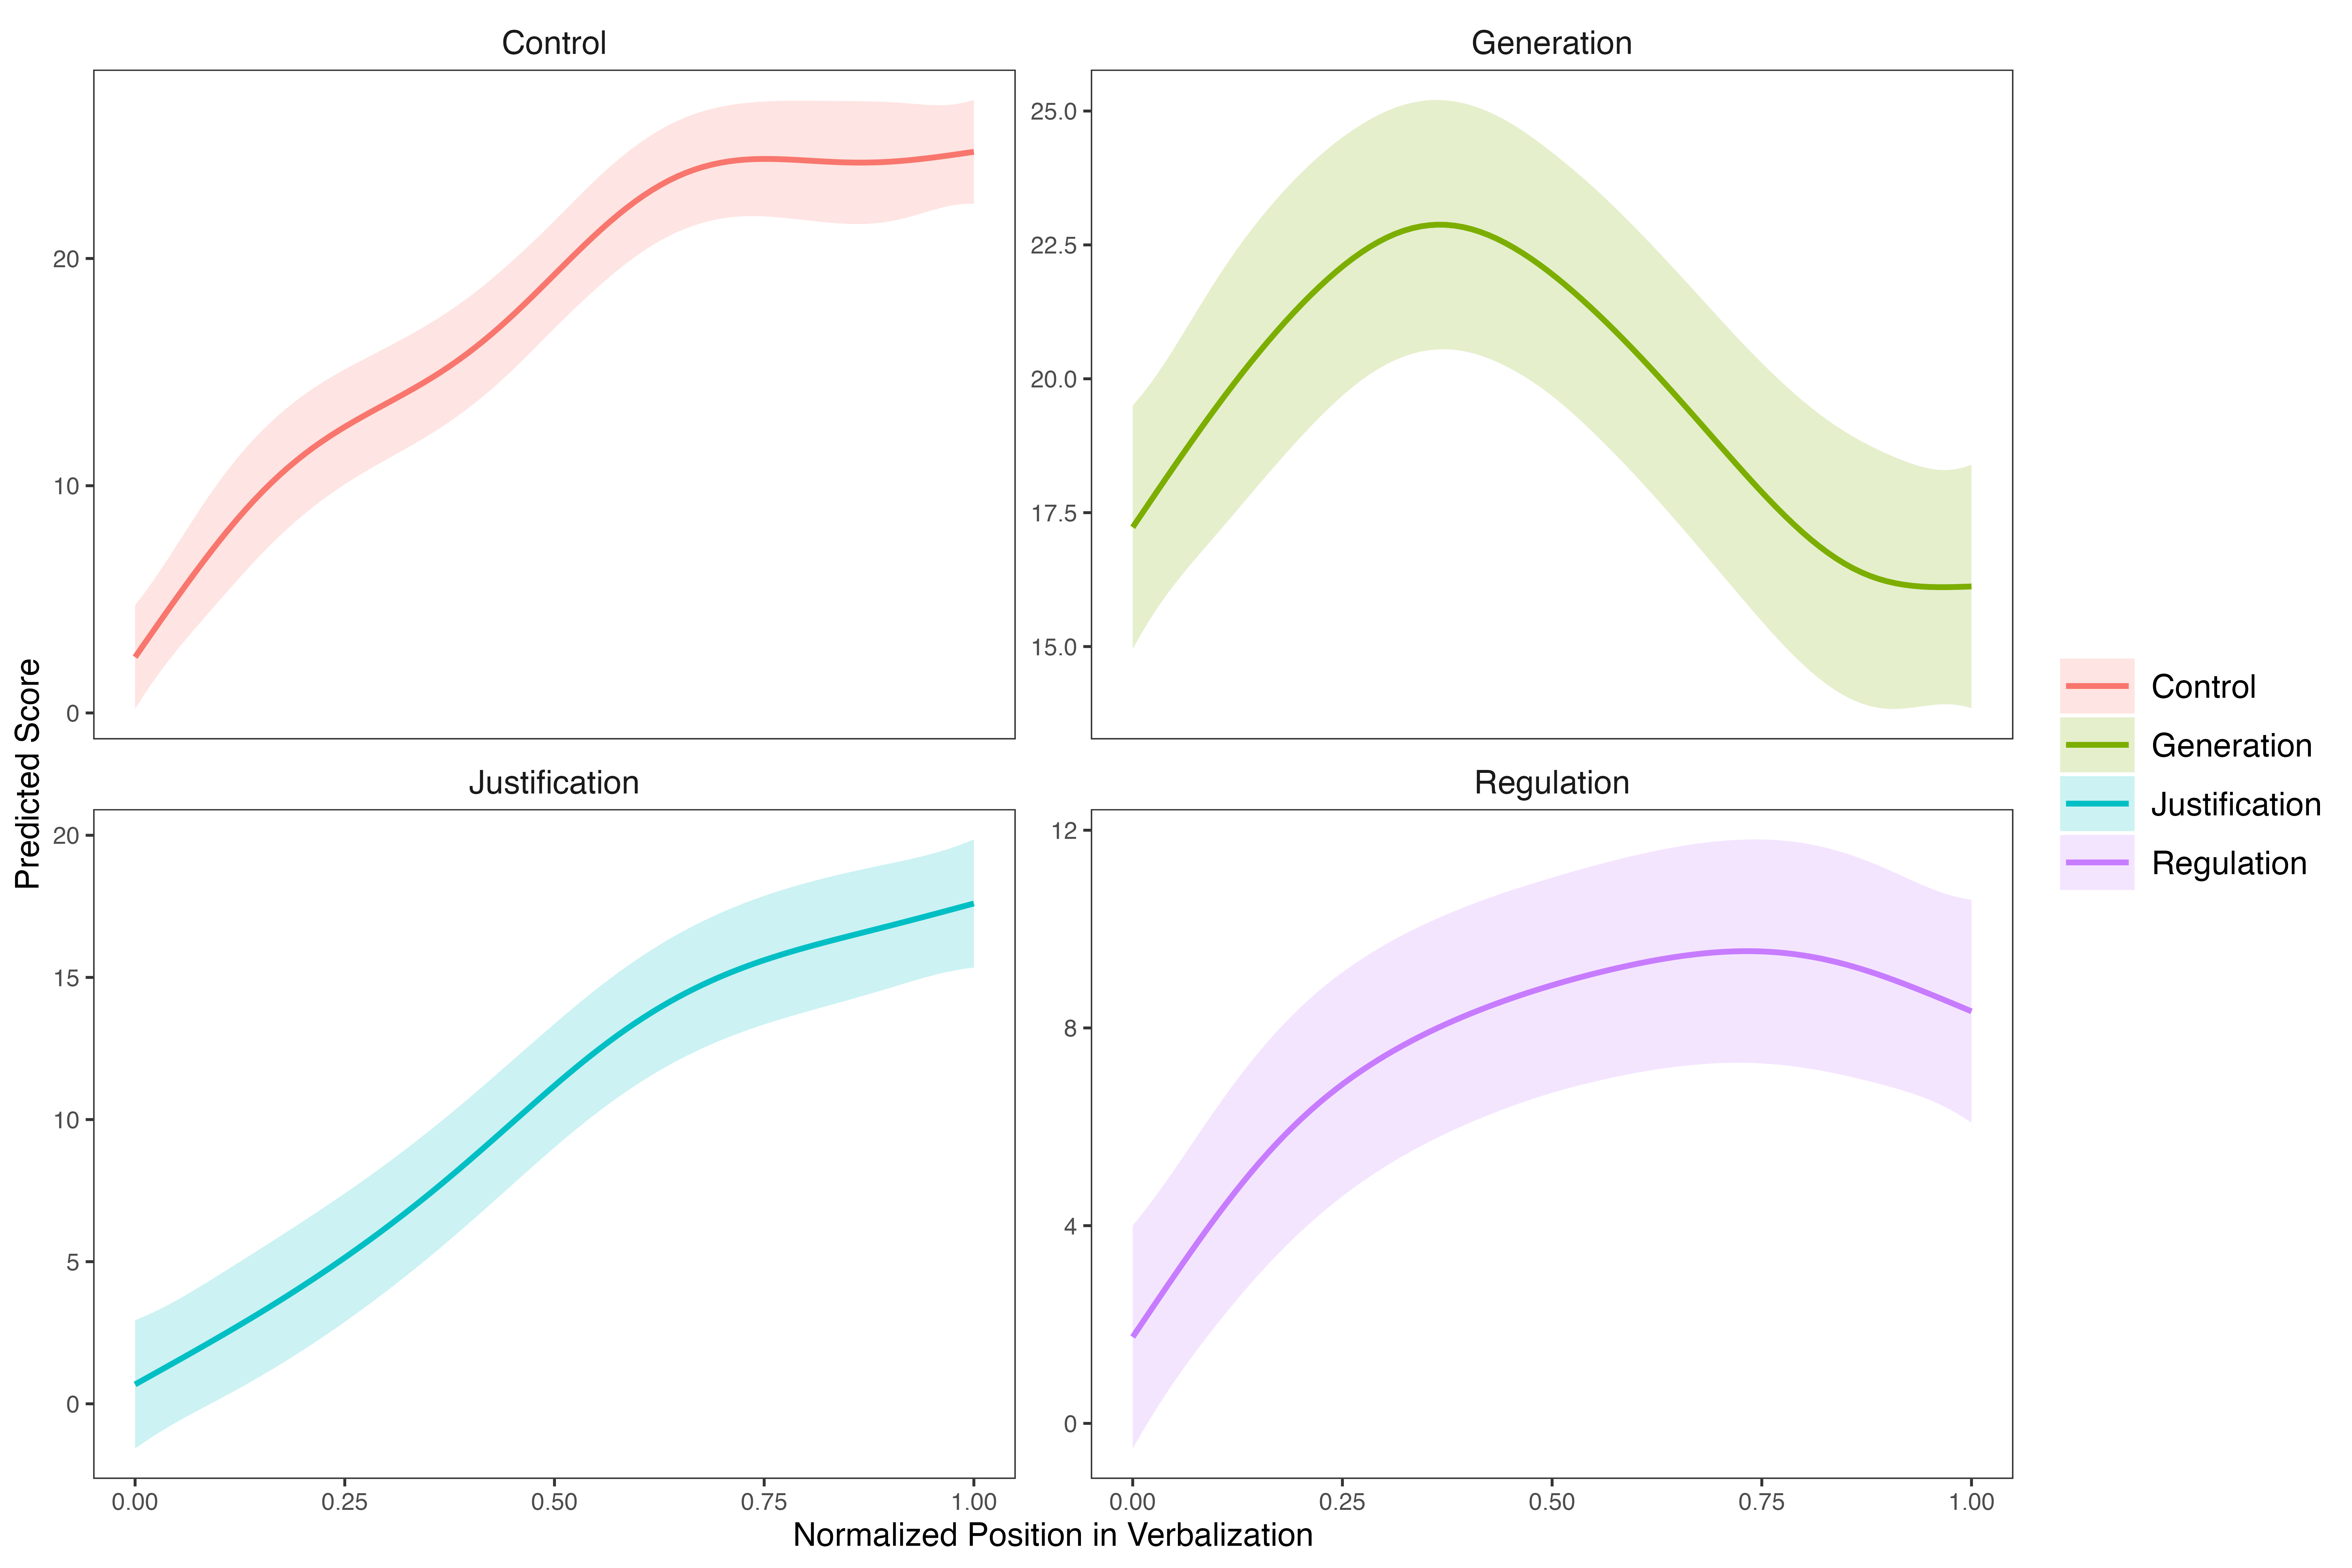 Control
Generation
20
10
0
25.0
22.5
20.0
17.5
15.0
Predicted Score
Justification
Regulation
20
15
10
5
0
12
8
4
0
0.00 0.25 0.50 0.75 1.00
0.00 0.25 0.50 0.75 1.00
Normalized Position in Verbalization
Control
Generation
Justification
Regulation